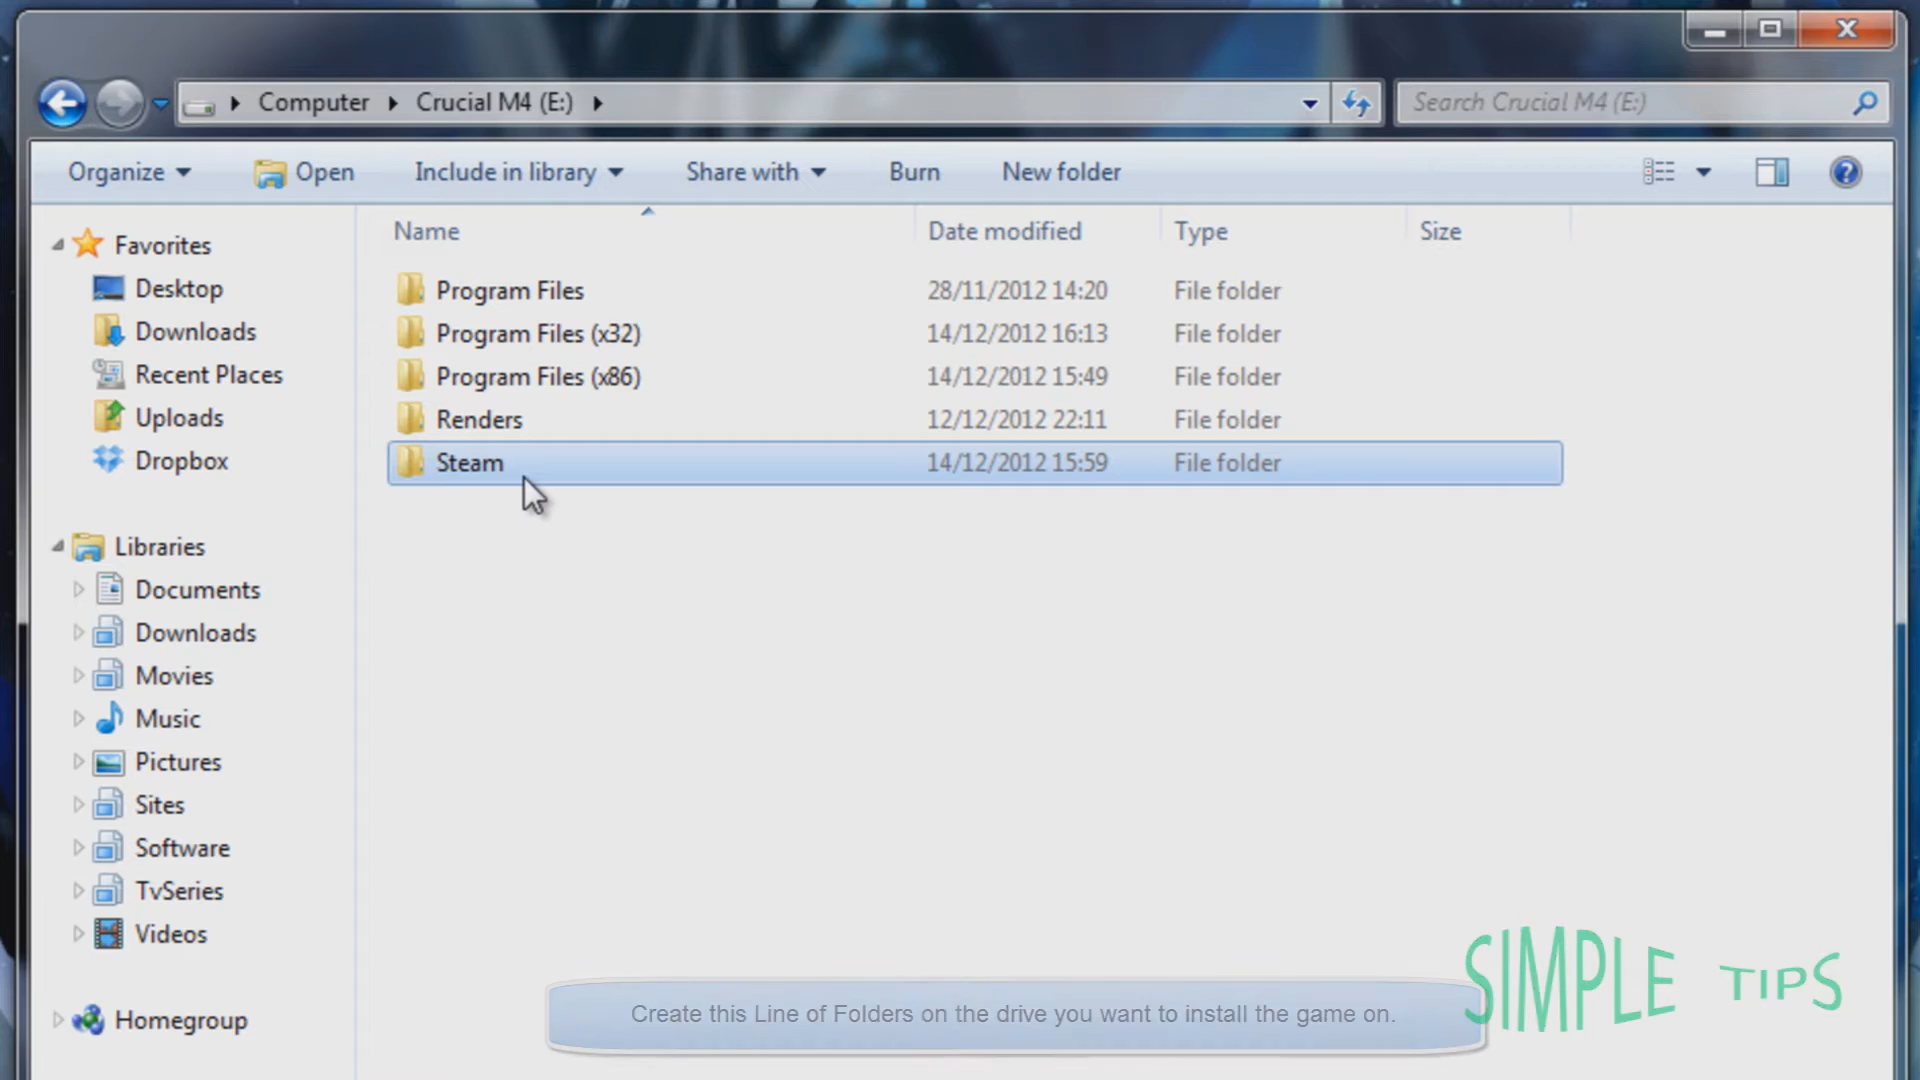 Computer Crucial M4 (E:) Search Crucial M4 (E:)
Organize Open Include in library Share with Burn New folder
Name Date modified Type Size
Favorites
Desktop
Downloads
Recent Places
Uploads
Dropbox
Libraries
Documents
Downloads
Movies
Music
Pictures
Sites
Software
TvSeries
Videos
Homegroup
Program Files 28/11/2012 14:20 File folder
Program Files (x32) 14/12/2012 16:13 File folder
Program Files (x86) 14/12/2012 15:49 File folder
Renders 12/12/2012 22:11 File folder
Steam 14/12/2012 15:59 File folder
Create this Line of Folders on the drive you want to install the game on.
SIMPLE TIPS